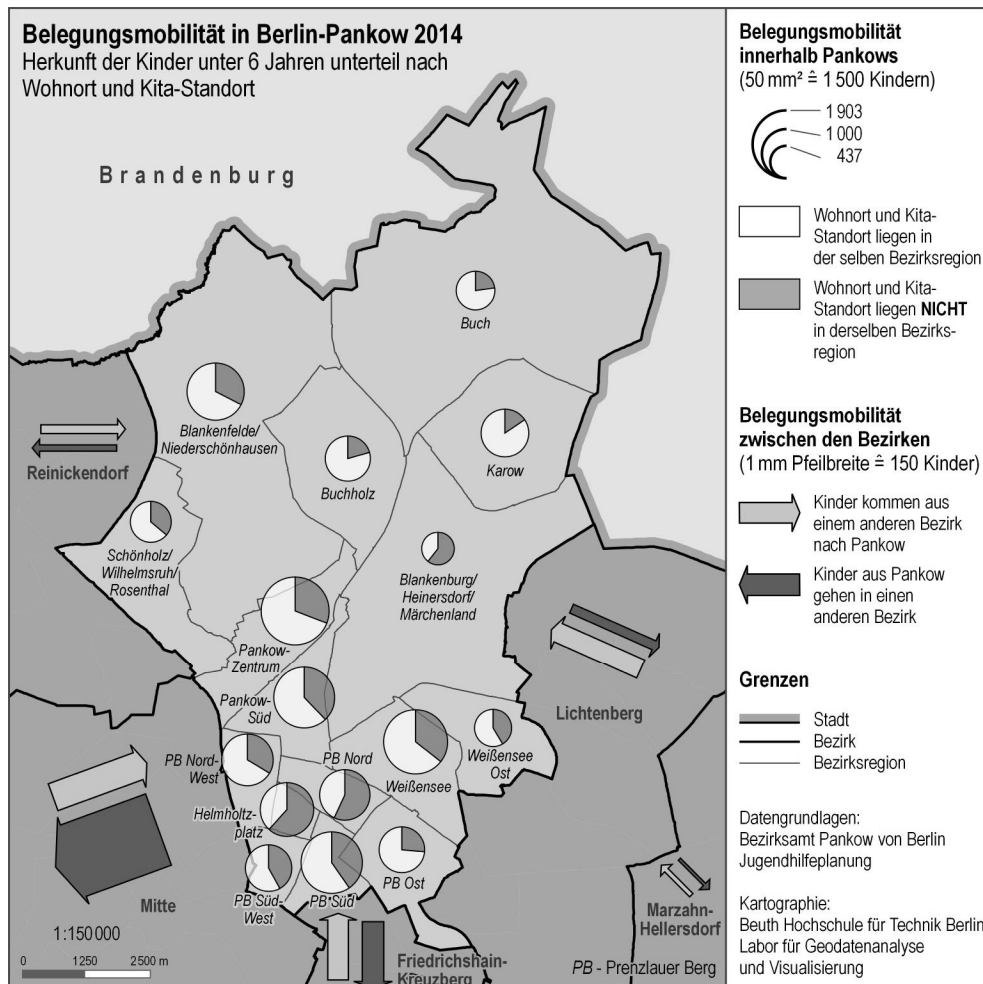 Belegungsmobilität in Berlin-Pankow 2014
Herkunft der Kinder unter 6 Jahren unterteil nach
Wohnort und Kita-Standort
Brandenburg
Buch
Blankenfelde/
Niederschönhausen
Buchholz
Karow
Reinickendorf
Schönholz/
Wilhelmsruh/
Rosenthal
Blankenburg/
Heinersdorf/
Märchenland
Pankow-
Zentrum
Pankow-
Süd
Lichtenberg
PB Nord-
West
PB Nord
Weißensee
Weißensee
Ost
Helmholtz-
platz
PB Süd-
West
PB Süd
PB Ost
Mitte
Marzahn-
Hellersdorf
Friedrichshain-
Kreuzberg
1:150 000
0 1250 2500 m
PB - Prenzlauer Berg
Belegungsmobilität
innerhalb Pankows
(50 mm² ≙ 1 500 Kindern)
1 903
1 000
437
Wohnort und Kita-
Standort liegen in
der selben Bezirksregion
Wohnort und Kita-
Standort liegen NICHT
in derselben Bezirks-
region
Belegungsmobilität
zwischen den Bezirken
(1 mm Pfeilbreite ≙ 150 Kinder)
Kinder kommen aus
einem anderen Bezirk
nach Pankow
Kinder aus Pankow
gehen in einen
anderen Bezirk
Grenzen
Stadt
Bezirk
Bezirksregion
Datengrundlagen:
Bezirksamt Pankow von Berlin
Jugendhilfeplanung
Kartographie:
Beuth Hochschule für Technik Berlin
Labor für Geodatenanalyse
und Visualisierung